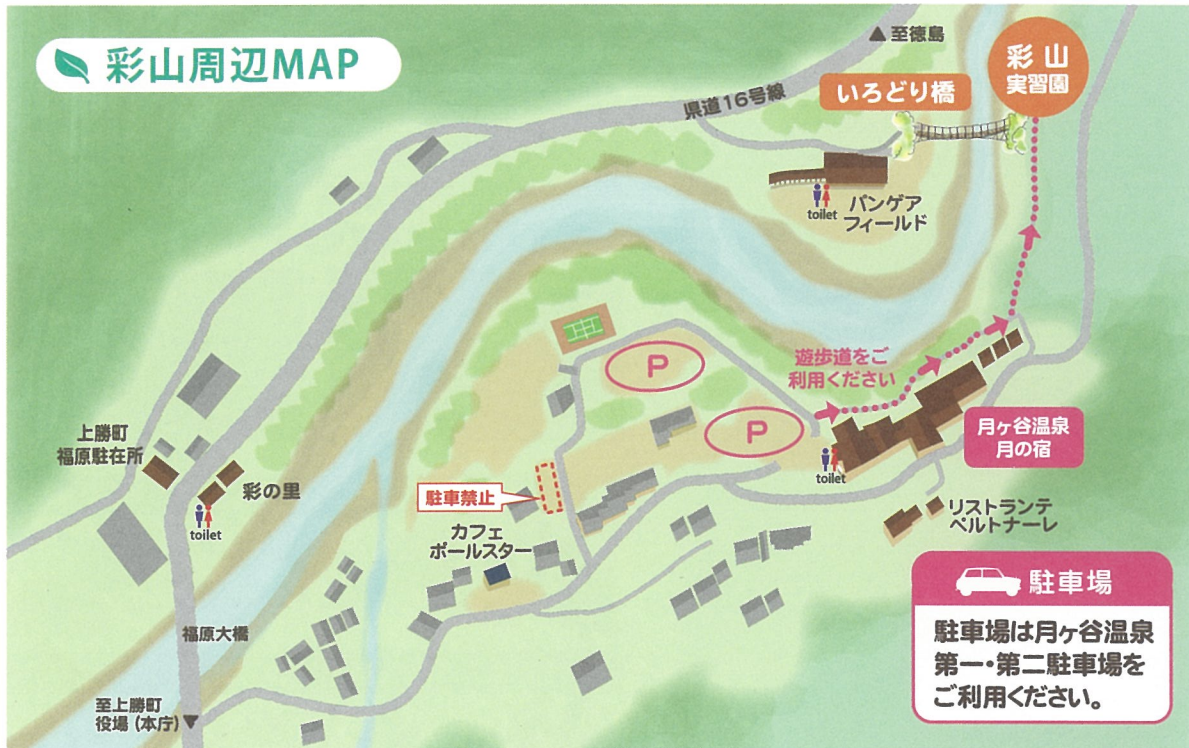 彩山周辺MAP
▲至徳島
彩山
実習園
いろどり橋
県道16号線
toilet
パンゲア
フィールド
P
遊歩道をご
利用ください
P
月ヶ谷温泉
月の宿
toilet
上勝町
福原駐在所
彩の里
toilet
駐車禁止
カフェ
ポールスター
リストランテ
ペルトナーレ
福原大橋
至上勝町
役場(本庁)▼
駐車場
駐車場は月ヶ谷温泉
第一・第二駐車場を
ご利用ください。